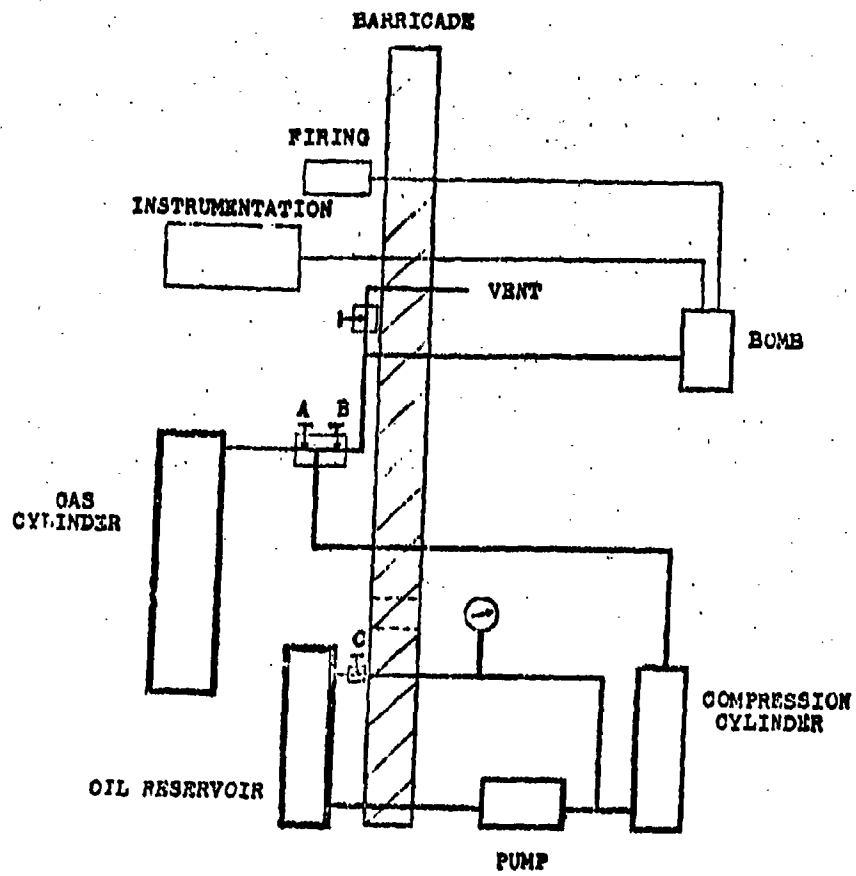 BARRICADE
FIRING
INSTRUMENTATION
VENT
BOMB
A B
GAS
CYLINDER
C
COMPRESSION
CYLINDER
OIL RESERVOIR
PUMP